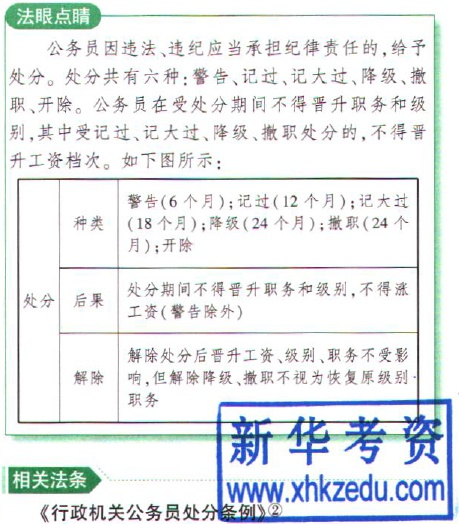 法眼点睛
公务员因违法、违纪应当承担纪律责任的,给予
处分。处分共有六种:警告、记过、记大过、降级、撤
职、开除。公务员在受处分期间不得晋升职务和级
别,其中受记过、记大过、降级、撤职处分的,不得晋
升工资档次。如下图所示:
处分
种类
警告(6个月);记过(12个月);记大过
(18个月);降级(24个月);撤职(24个
月);开除
后果
处分期间不得晋升职务和级别,不得涨
工资(警告除外)
解除
解除处分后晋升工资、级别、职务不受影
响,但解除降级、撤职不视为恢复原级别·
职务
新华考资
www.xhkzedu.com
相关法条
《行政机关公务员处分条例》②